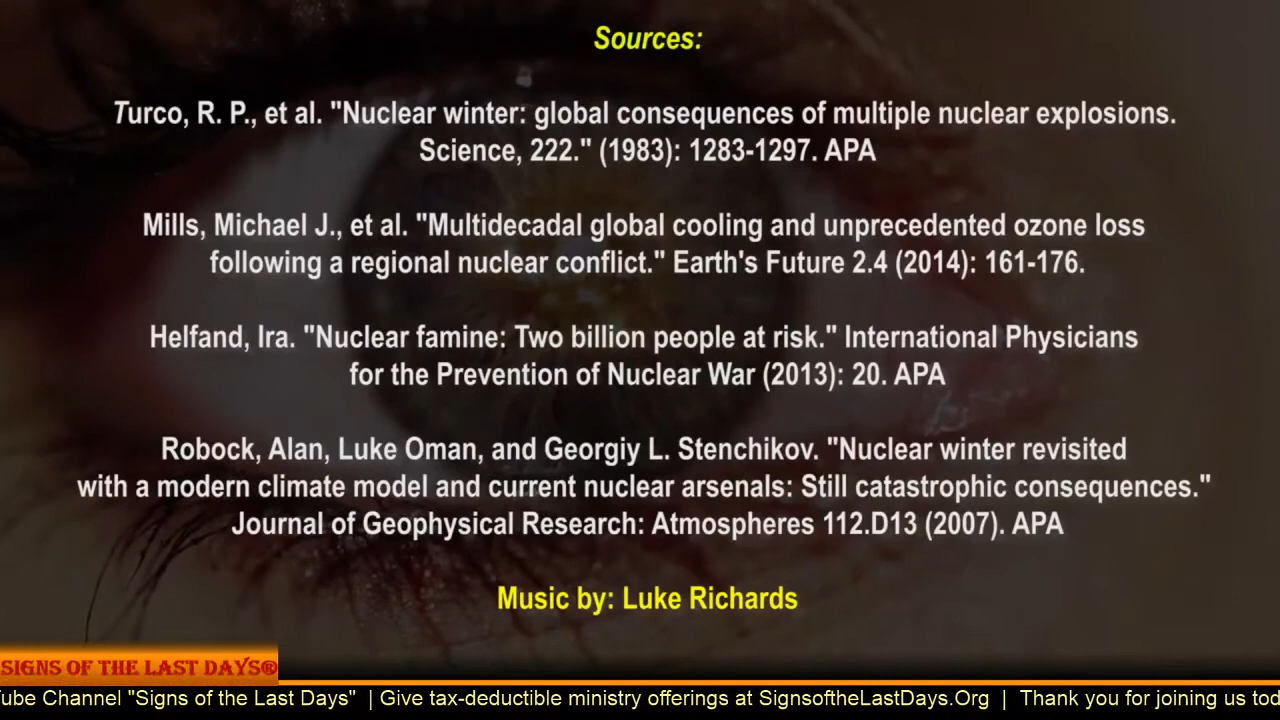 Sources:
Turco, R. P., et al. "Nuclear winter: global consequences of multiple nuclear explosions.
Science, 222." (1983): 1283-1297. APA
Mills, Michael J., et al. "Multidecadal global cooling and unprecedented ozone loss
following a regional nuclear conflict." Earth's Future 2.4 (2014): 161-176.
Helfand, Ira. "Nuclear famine: Two billion people at risk." International Physicians
for the Prevention of Nuclear War (2013): 20. APA
Robock, Alan, Luke Oman, and Georgiy L. Stenchikov. "Nuclear winter revisited
with a modern climate model and current nuclear arsenals: Still catastrophic consequences."
Journal of Geophysical Research: Atmospheres 112.D13 (2007). APA
Music by: Luke Richards
SIGNS OF THE LAST DAYS®
Tube Channel "Signs of the Last Days" | Give tax-deductible ministry offerings at SignsoftheLastDays.Org | Thank you for joining us tod